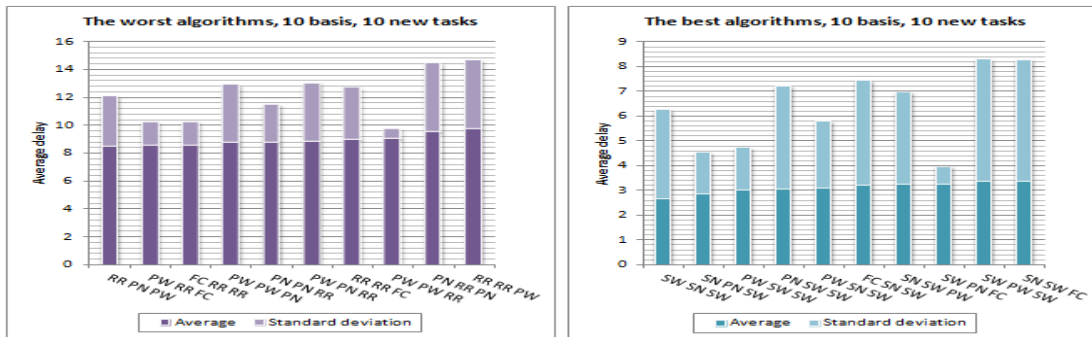 The worst algorithms, 10 basis, 10 new tasks
16
14
12
10
8
6
4
2
0
Average delay
RR PN PW
PW RR FC
FC RR RR
PW PW PN
PN PN RR
PW PN RR
RR RR FC
PW PW RR
PN RR PN
RR RR PW
Average
Standard deviation
The best algorithms, 10 basis, 10 new tasks
9
8
7
6
5
4
3
2
1
0
Average delay
SW SN SW
SN PN SW
PW SW SW
PN SW SW
PW SN SW
FC SN SW
SN SW PW
SW PN FC
SW PW SW
SN SW FC
Average
Standard deviation